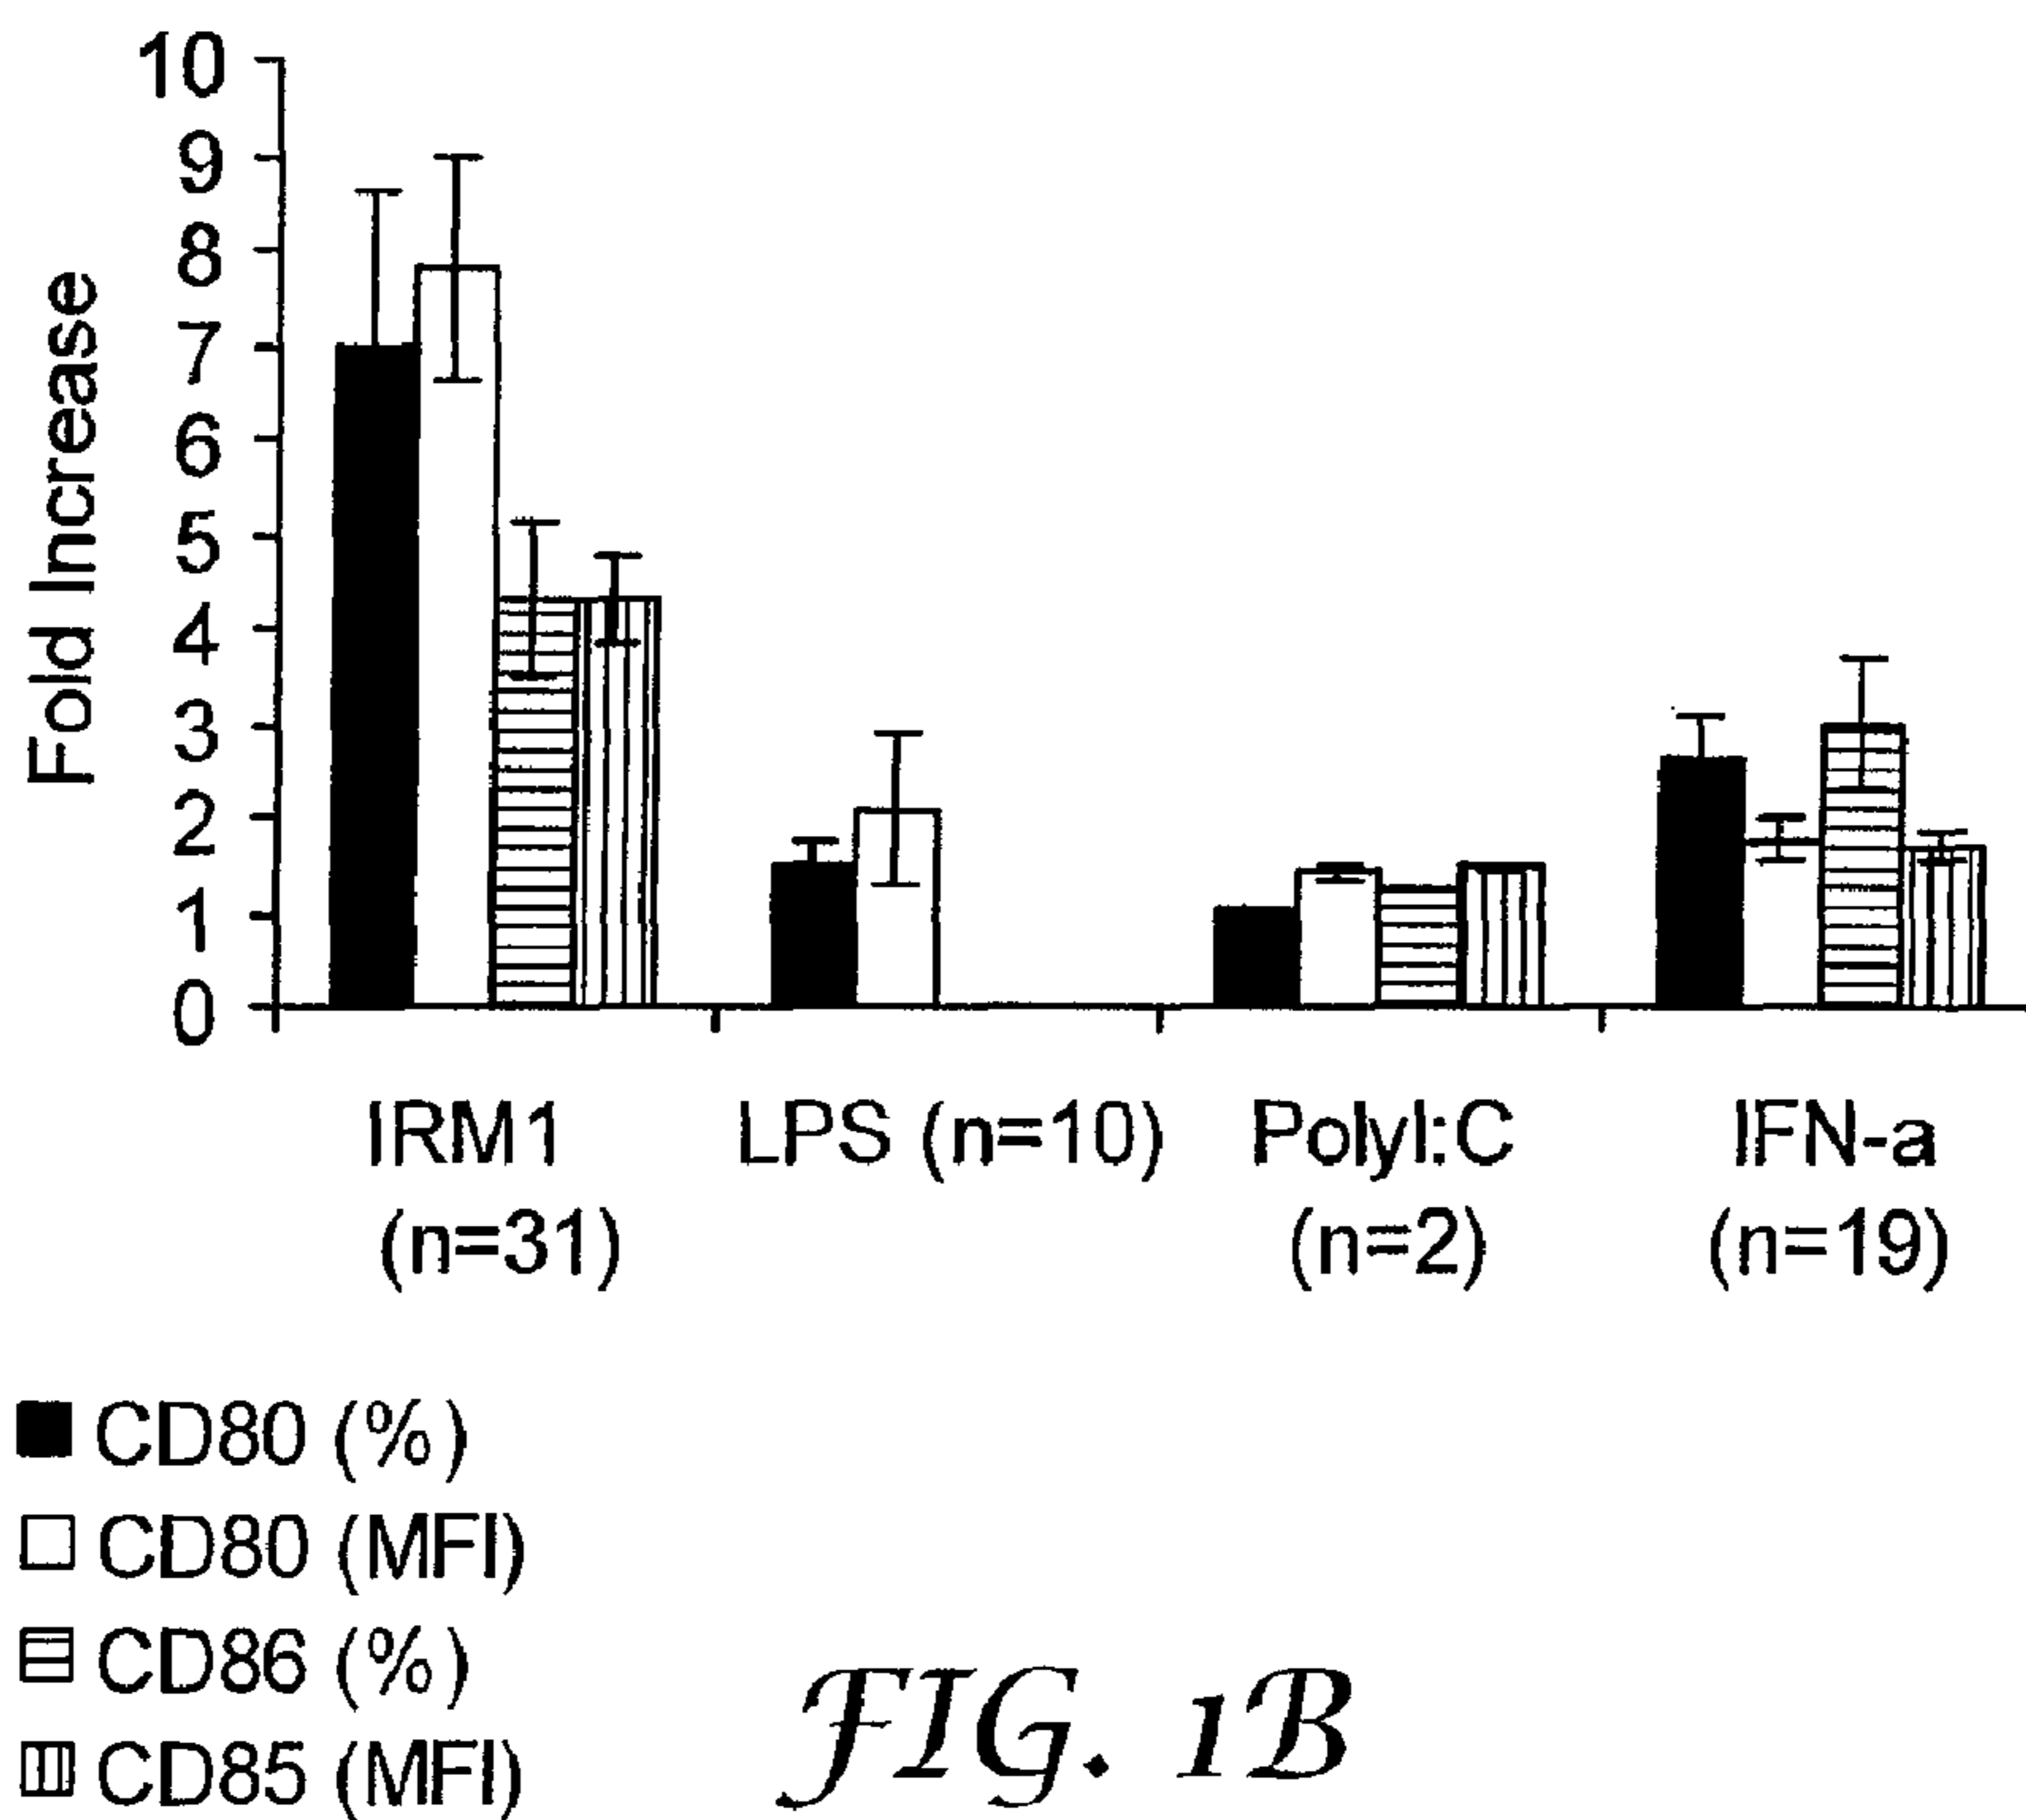 Fold Increase
10
9
8
7
6
5
4
3
2
1
0
IRM1
(n=31)
LPS (n=10)
PolyI:C
(n=2)
IFN-a
(n=19)
CD80 (%)
CD80 (MFI)
CD86 (%)
CD85 (MFI)
FIG. 1B